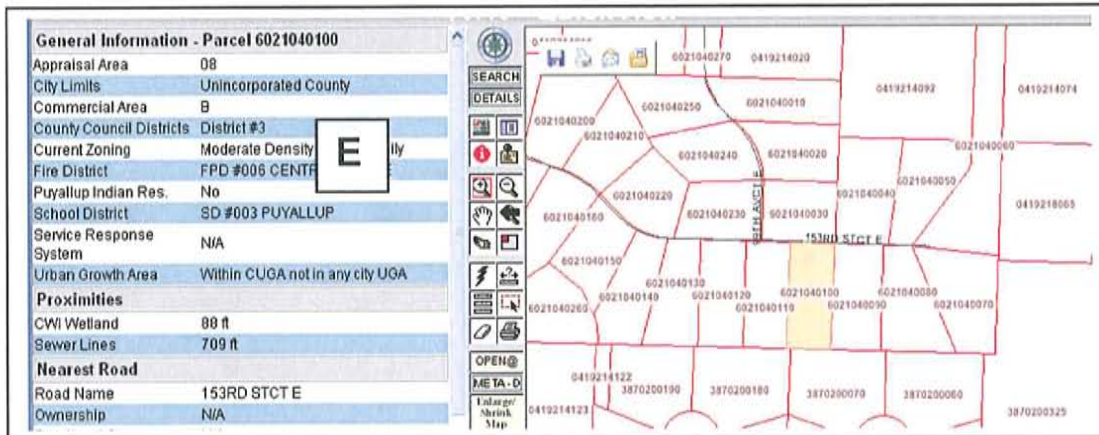 General Information - Parcel 6021040100
Appraisal Area 08
City Limits Unincorporated County
Commercial Area B
County Council Districts District #3
Current Zoning Moderate Density
Fire District FPD #006
Puyallup Indian Res. No
School District SD #003 PUYALLUP
Service Response System N/A
Urban Growth Area Within CUGA not in any city UGA
Proximities
CWI Wetland 88 ft
Sewer Lines 709 ft
Nearest Road
Road Name 153RD STCT E
Ownership N/A
E
SEARCH
DETAILS
OPEN@
META-D
Enlarge/
Shrink
Map
6021040270
0419214020
0419214092
0419214074
6021040250
6021040010
6021040200
6021040210
6021040060
6021040240
6021040020
6021040050
6021040220
6021040040
6021040160
6021040230
6021040030
0419218065
153RD STCT E
6021040150
6021040130
6021040100
6021040080
6021040260
6021040140
6021040120
6021040110
6021040090
6021040070
0419214122
0419214123
3870200190
3870200180
3870200070
3870200060
3870200325